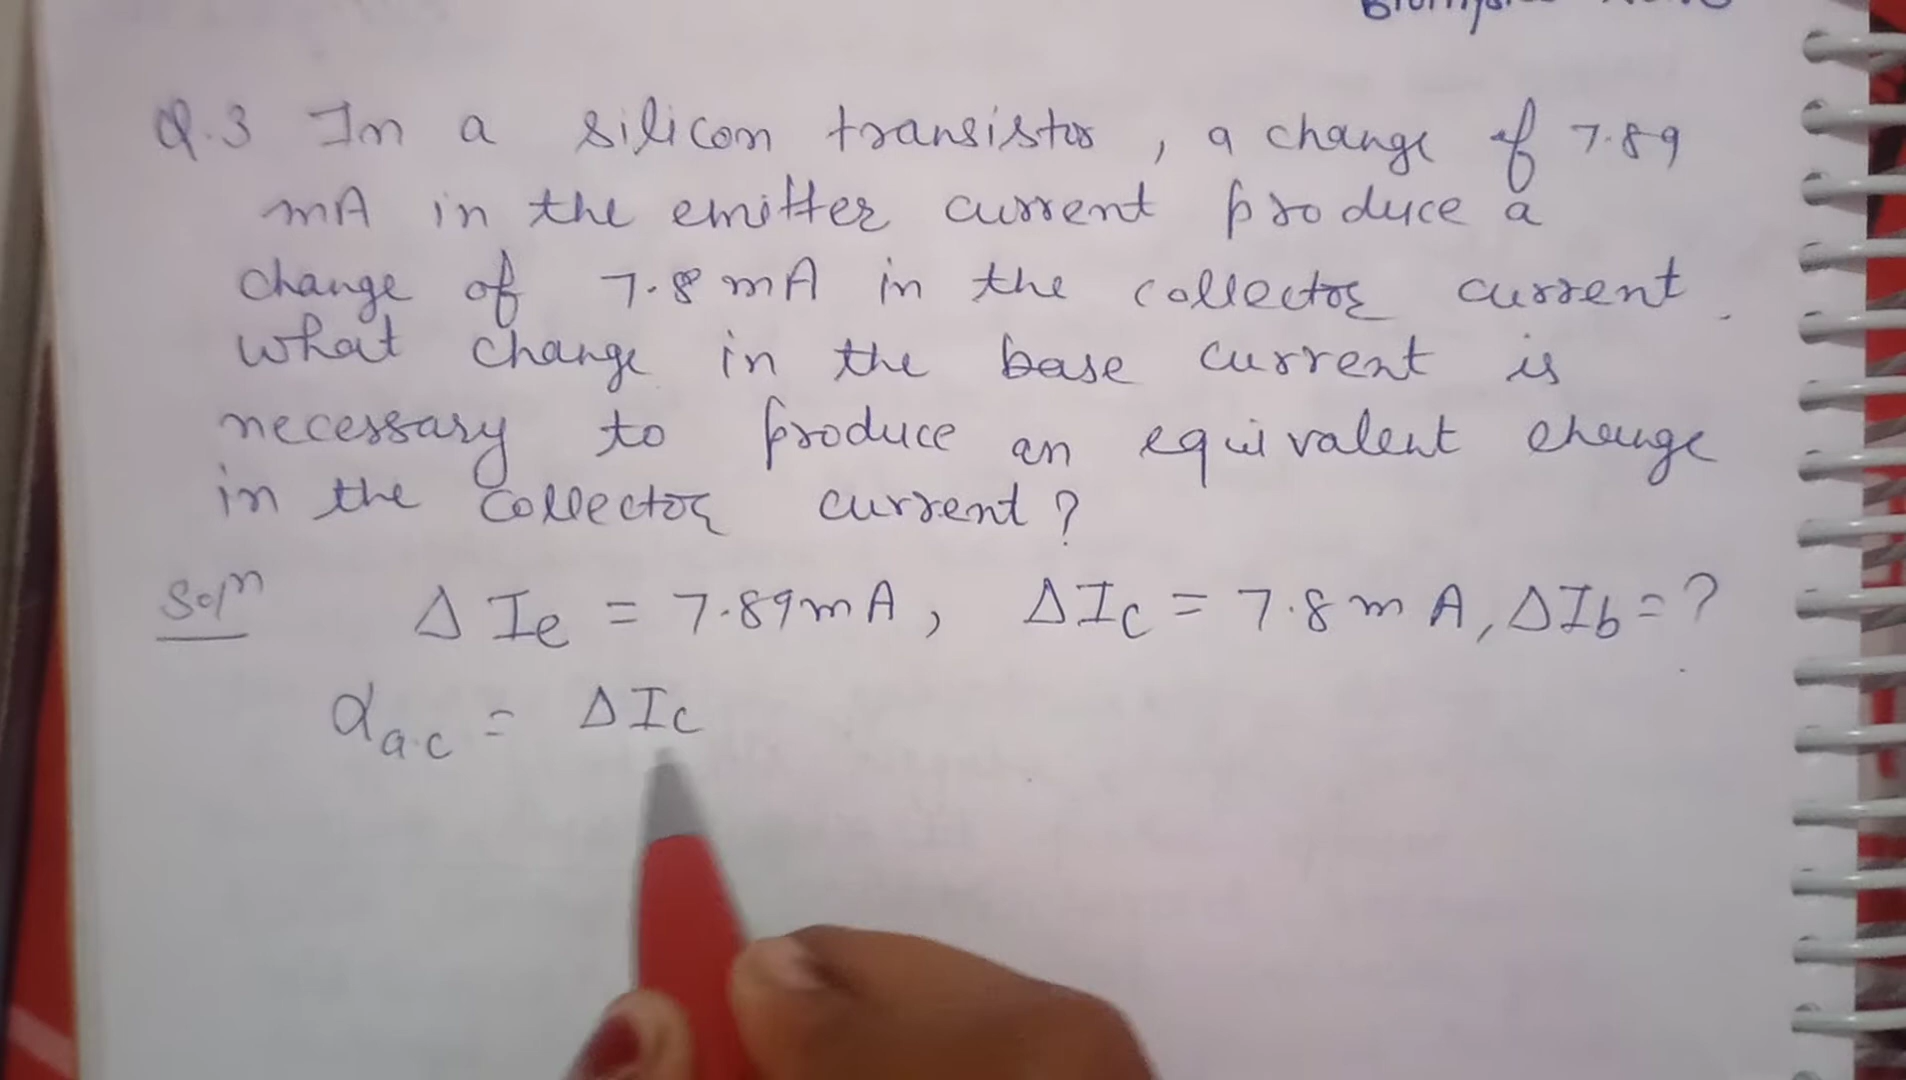 Q.3 In a silicon transistor, a change of 7.89
mA in the emitter current produce a
change of 7.8 mA in the collector current.
What change in the base current is
necessary to produce an equivalent change
in the collector current?
Soln ΔIe = 7.89mA, ΔIc = 7.8 mA, ΔIb = ?
αa.c = ΔIc